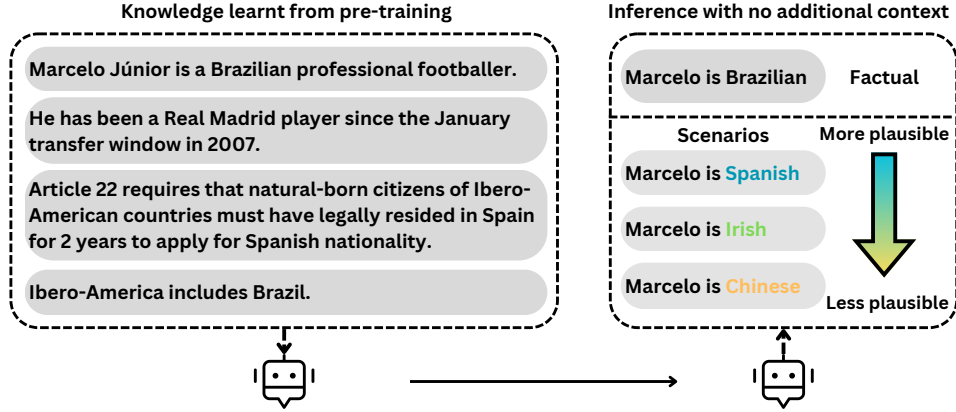 Knowledge learnt from pre-training
Marcelo Júnior is a Brazilian professional footballer.
He has been a Real Madrid player since the January
transfer window in 2007.
Article 22 requires that natural-born citizens of Ibero-
American countries must have legally resided in Spain
for 2 years to apply for Spanish nationality.
Ibero-America includes Brazil.
Inference with no additional context
Marcelo is Brazilian
Factual
Scenarios
More plausible
Marcelo is Spanish
Marcelo is Irish
Marcelo is Chinese
Less plausible